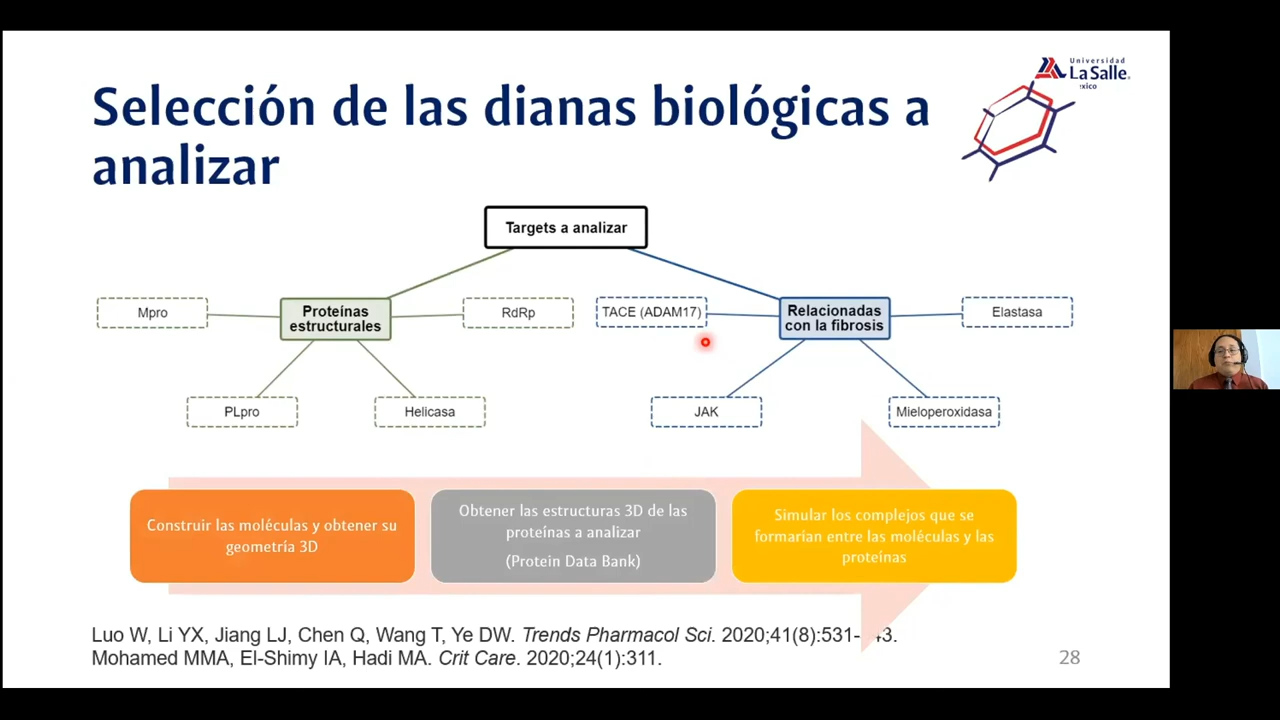 Universidad
La Salle®
Selección de las dianas biológicas a
analizar
Targets a analizar
Mpro
Proteínas
estructurales
RdRp
TACE (ADAM17)
Relacionadas
con la fibrosis
Elastasa
PLpro
Helicasa
JAK
Mieloperoxidasa
Construir las moléculas y obtener su
geometría 3D
Obtener las estructuras 3D de las
proteínas a analizar
(Protein Data Bank)
Simular los complejos que se
formarían entre las moléculas y las
proteínas
Luo W, Li YX, Jiang LJ, Chen Q, Wang T, Ye DW. Trends Pharmacol Sci. 2020;41(8):531-
Mohamed MMA, El-Shimy IA, Hadi MA. Crit Care. 2020;24(1):311.
28